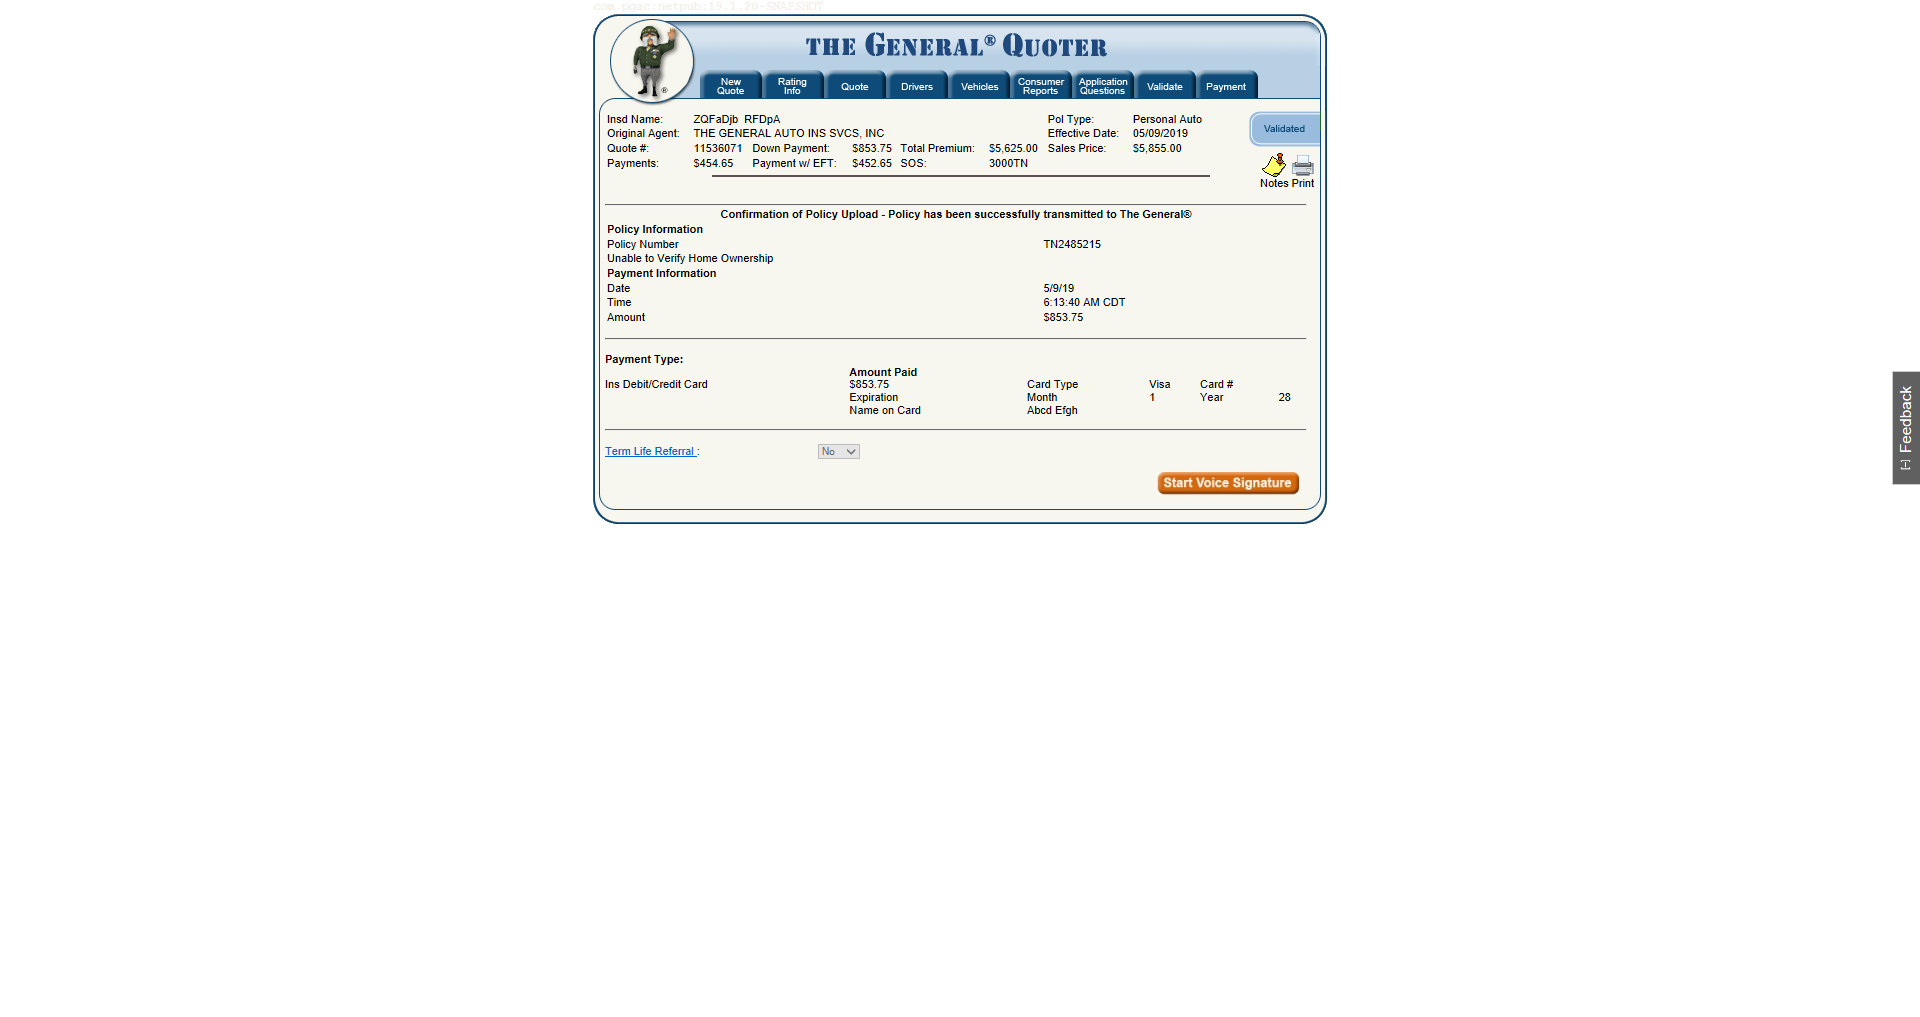 com.pgac:netpub:19.1.20-SNAPSHOT
THE GENERAL® QUOTER
New Quote Rating Info Quote Drivers Vehicles Consumer Reports Application Questions Validate Payment
Insd Name: ZQFaDjb RFDpA Pol Type: Personal Auto
Original Agent: THE GENERAL AUTO INS SVCS, INC Effective Date: 05/09/2019
Quote #: 11536071 Down Payment: $853.75 Total Premium: $5,625.00 Sales Price: $5,855.00
Payments: $454.65 Payment w/ EFT: $452.65 SOS: 3000TN
Validated
Notes Print
Confirmation of Policy Upload - Policy has been successfully transmitted to The General®
Policy Information
Policy Number TN2485215
Unable to Verify Home Ownership
Payment Information
Date 5/9/19
Time 6:13:40 AM CDT
Amount $853.75
Payment Type:
Amount Paid
Ins Debit/Credit Card $853.75 Card Type Visa Card #
Expiration Month 1 Year 28
Name on Card Abcd Efgh
Term Life Referral : No
Start Voice Signature
[-] Feedback